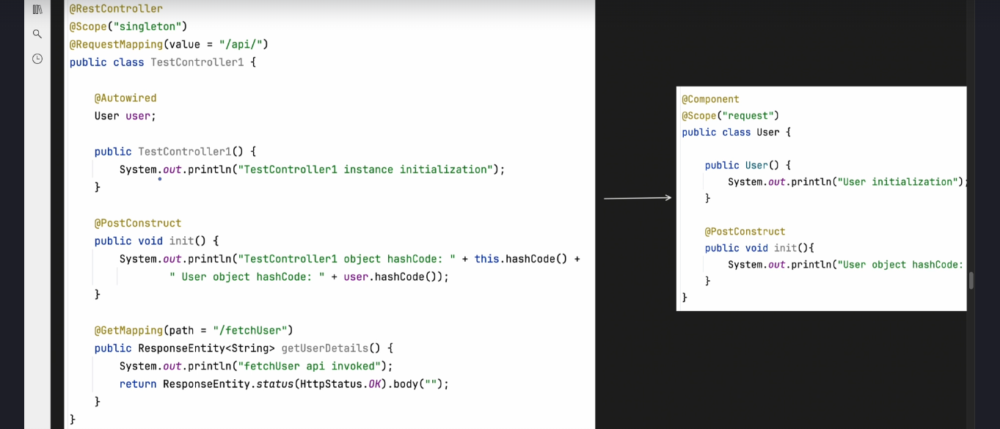 @RestController
@Scope("singleton")
@RequestMapping(value = "/api/")
public class TestController1 {
@Autowired
User user;
public TestController1() {
System.out.println("TestController1 instance initialization");
}
@PostConstruct
public void init() {
System.out.println("TestController1 object hashCode: " + this.hashCode() +
" User object hashCode: " + user.hashCode());
}
@GetMapping(path = "/fetchUser")
public ResponseEntity<String> getUserDetails() {
System.out.println("fetchUser api invoked");
return ResponseEntity.status(HttpStatus.OK).body("");
}
}
@Component
@Scope("request")
public class User {
public User() {
System.out.println("User initialization");
}
@PostConstruct
public void init(){
System.out.println("User object hashCode:
}
}